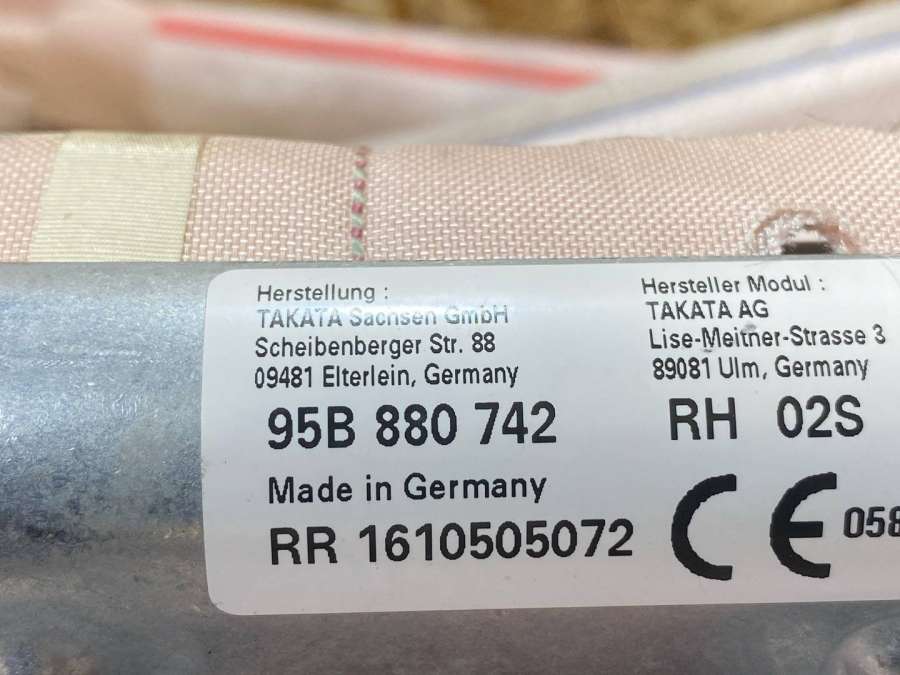 Herstellung :
TAKATA Sachsen GmbH
Scheibenberger Str. 88
09481 Elterlein, Germany
95B 880 742
Made in Germany
RR 1610505072
Hersteller Modul :
TAKATA AG
Lise-Meitner-Strasse 3
89081 Ulm, Germany
RH 02S
CE 058